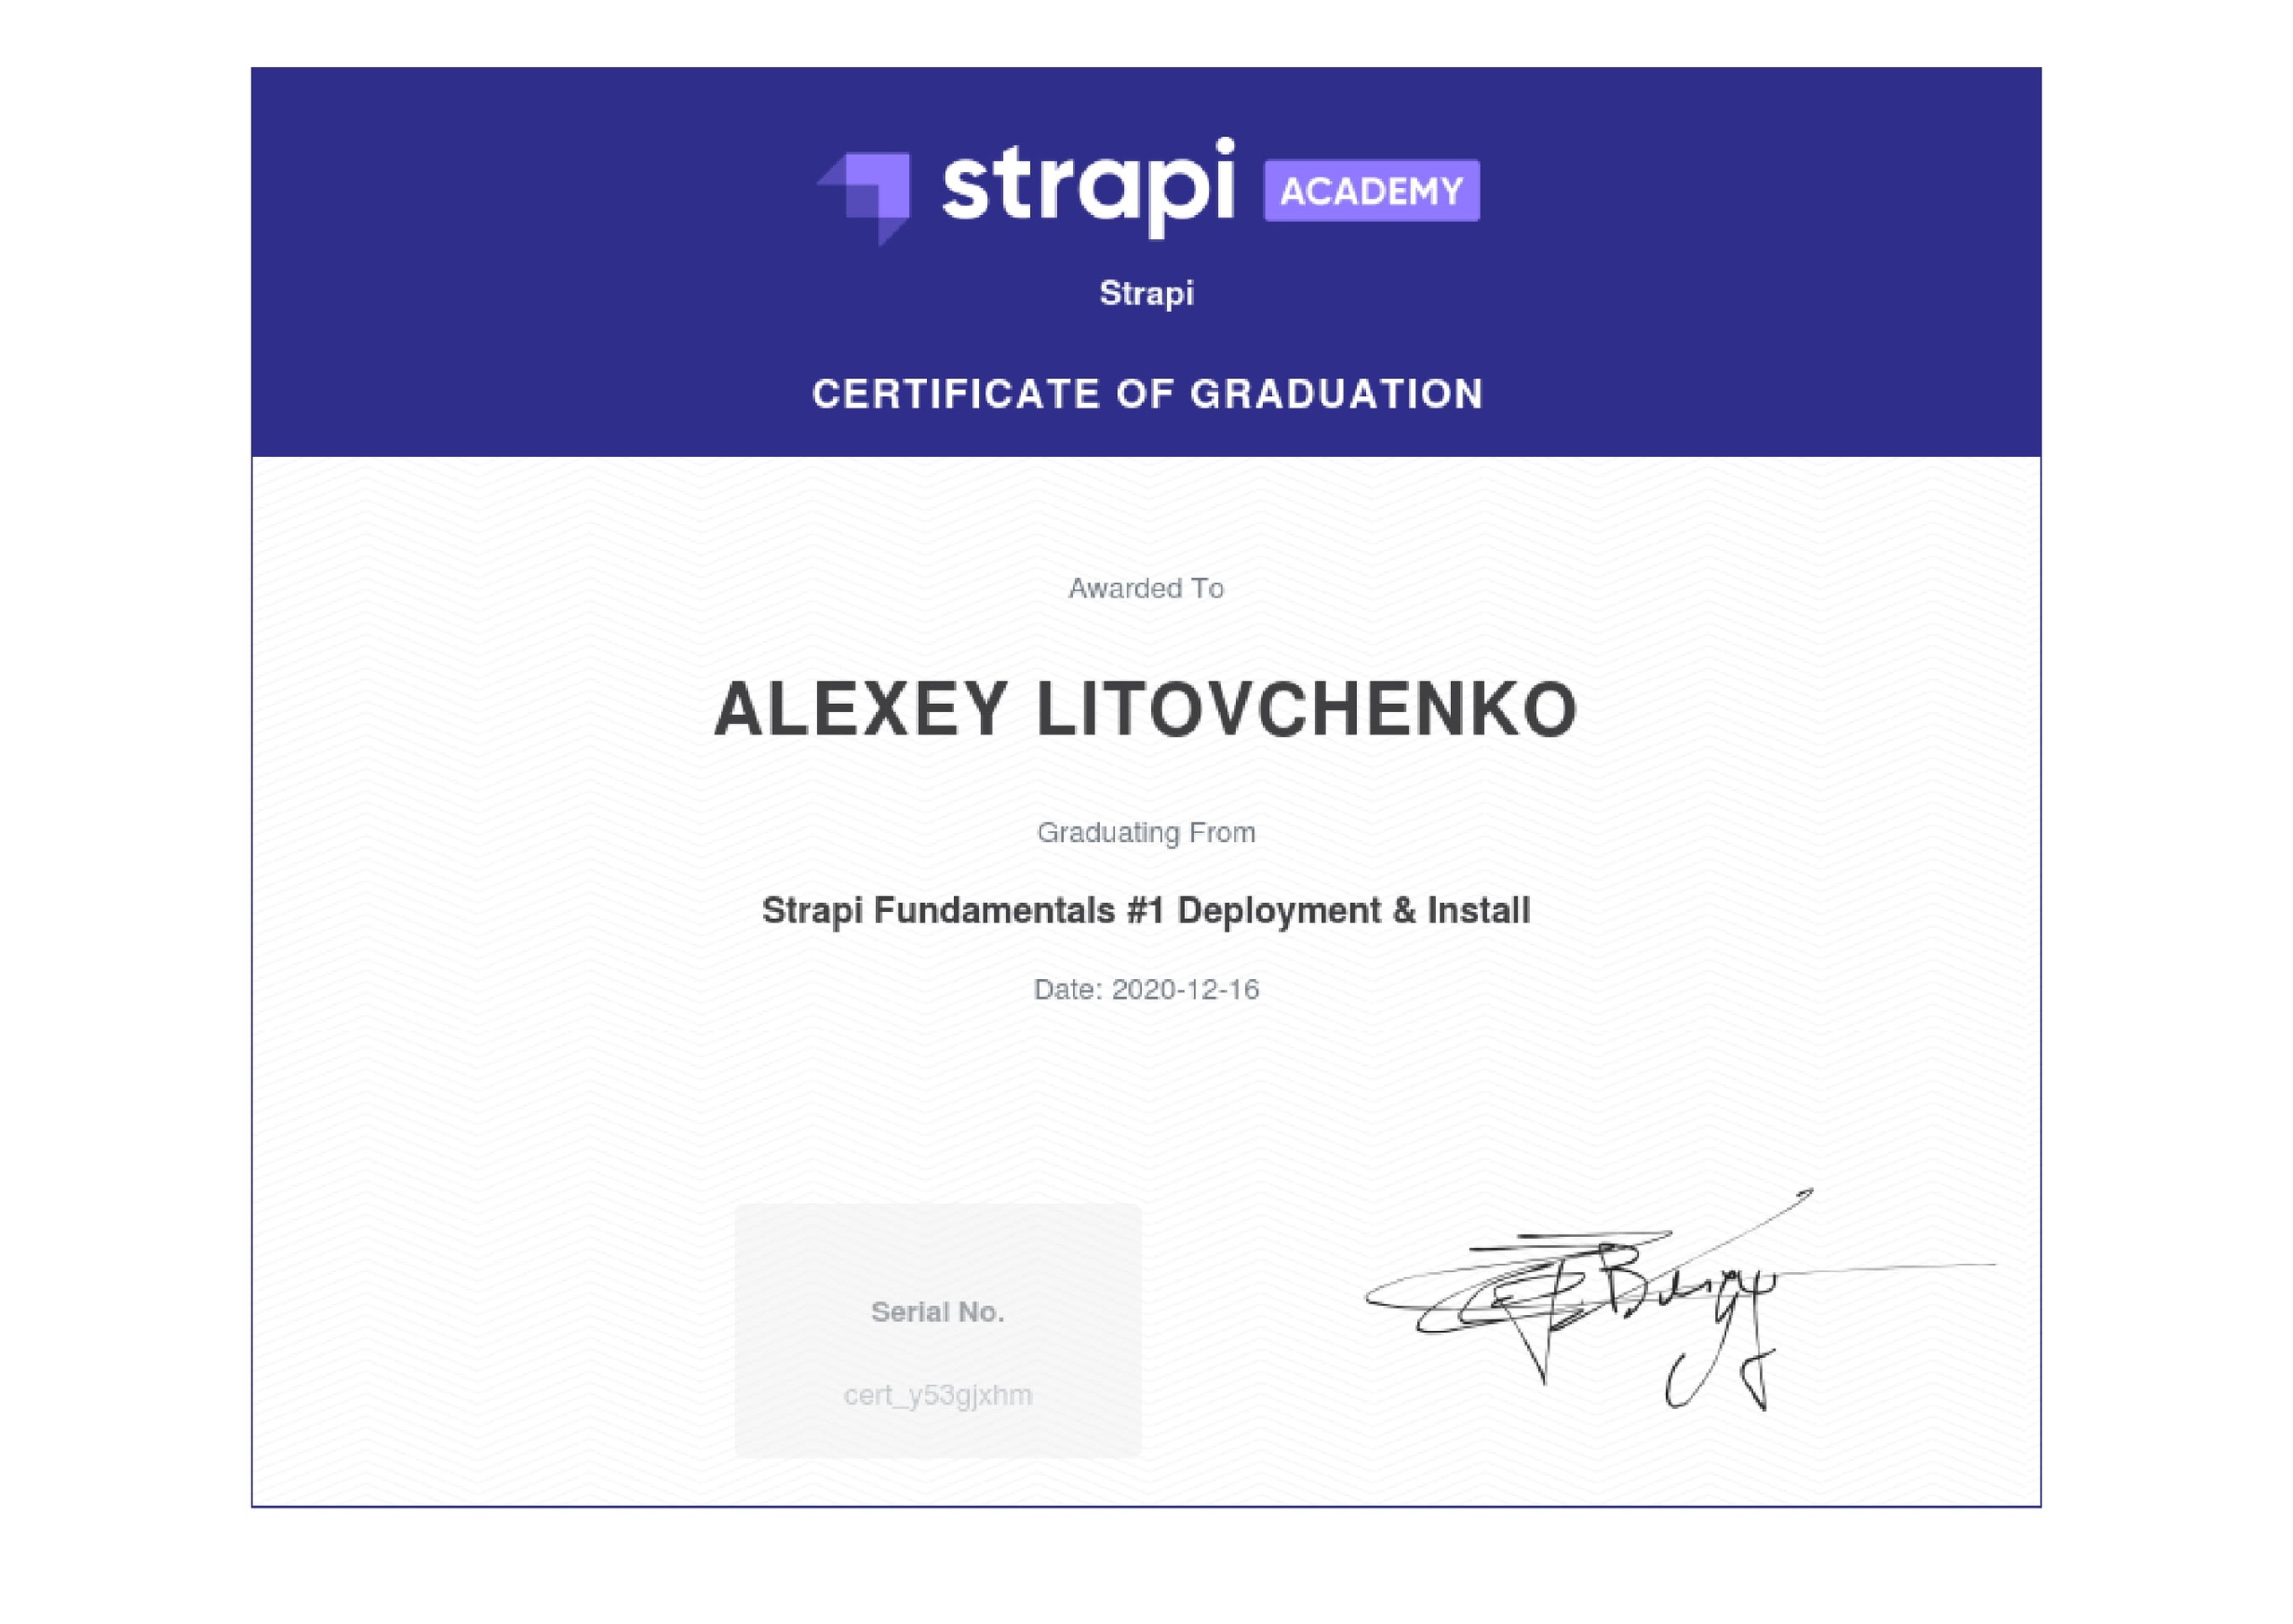 strapi ACADEMY
Strapi
CERTIFICATE OF GRADUATION
Awarded To
ALEXEY LITOVCHENKO
Graduating From
Strapi Fundamentals #1 Deployment & Install
Date: 2020-12-16
Serial No.
cert_y53gjxhm